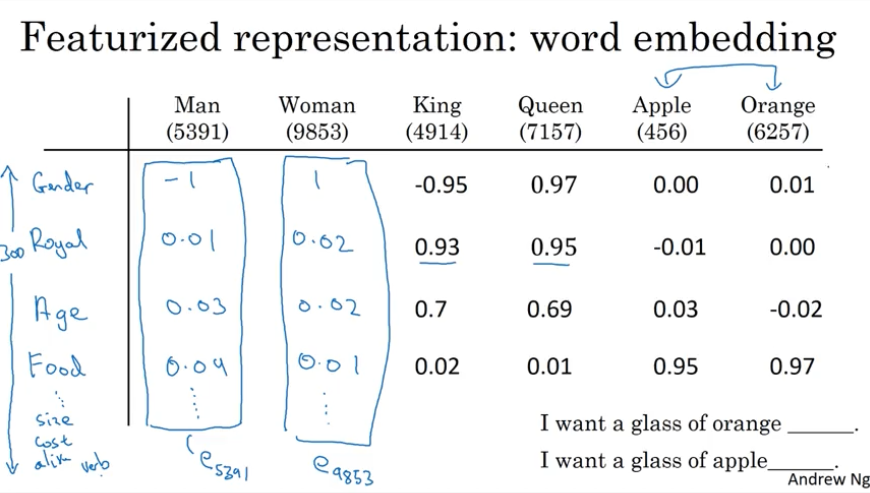 Featurized representation: word embedding
Man Woman King Queen Apple Orange
(5391) (9853) (4914) (7157) (456) (6257)
Gender -1 1 -0.95 0.97 0.00 0.01
300 Royal 0.01 0.02 0.93 0.95 -0.01 0.00
Age 0.03 0.02 0.7 0.69 0.03 -0.02
Food 0.04 0.01 0.02 0.01 0.95 0.97
size
cost
alive verb
e5391 e9853
I want a glass of orange ______.
I want a glass of apple______.
Andrew Ng